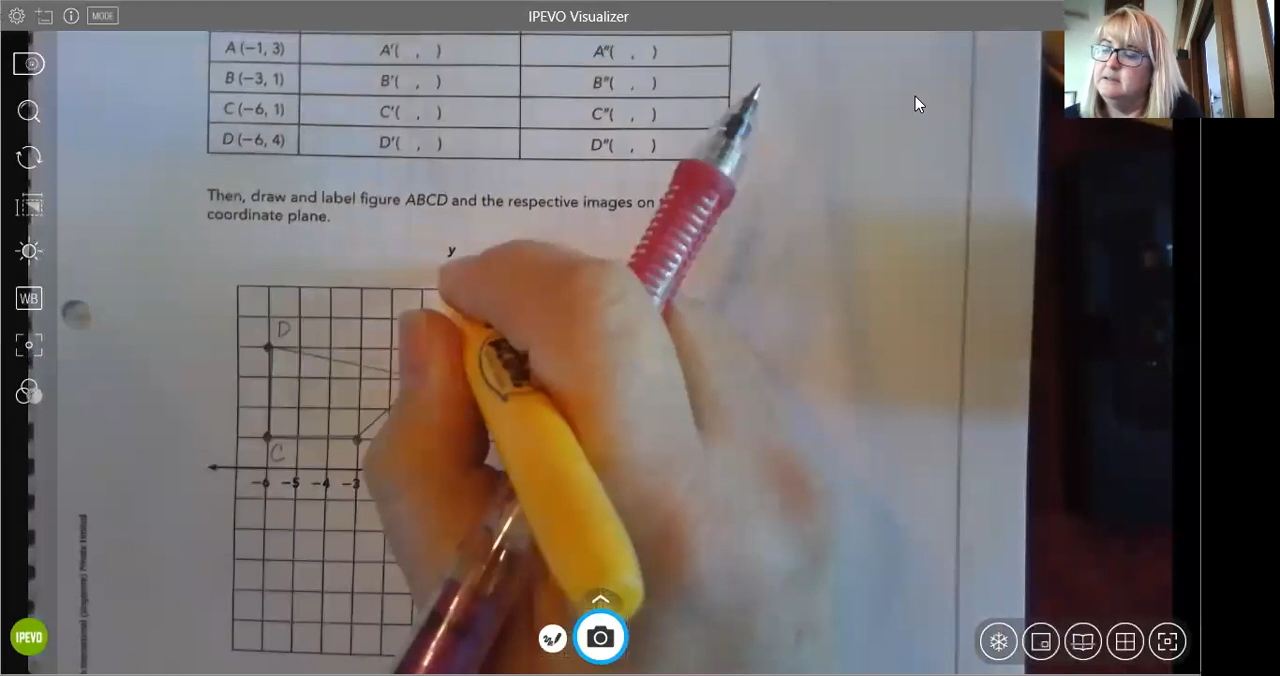 IPEVO Visualizer
MODE
WB
A (−1, 3) A′( , ) A″( , )
B (−3, 1) B′( , ) B″( , )
C (−6, 1) C′( , ) C″( , )
D (−6, 4) D′( , ) D″( , )
Then, draw and label figure ABCD and the respective images on
coordinate plane.
y
D
C
−6 −5 −4 −3
IPEVO